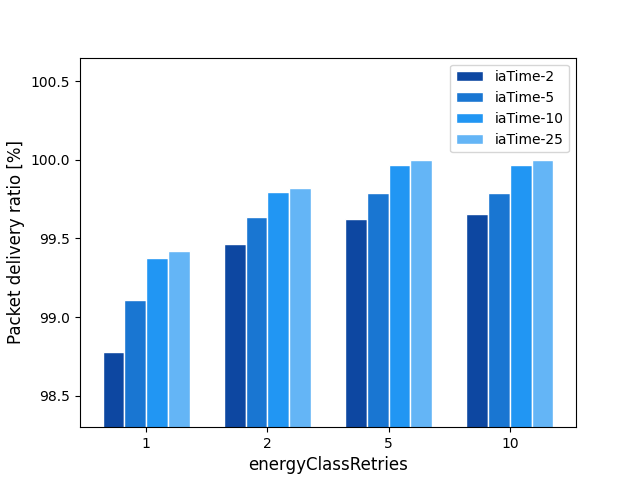 100.5
100.0
99.5
99.0
98.5
Packet delivery ratio [%]
iaTime-2
iaTime-5
iaTime-10
iaTime-25
1 2 5 10
energyClassRetries